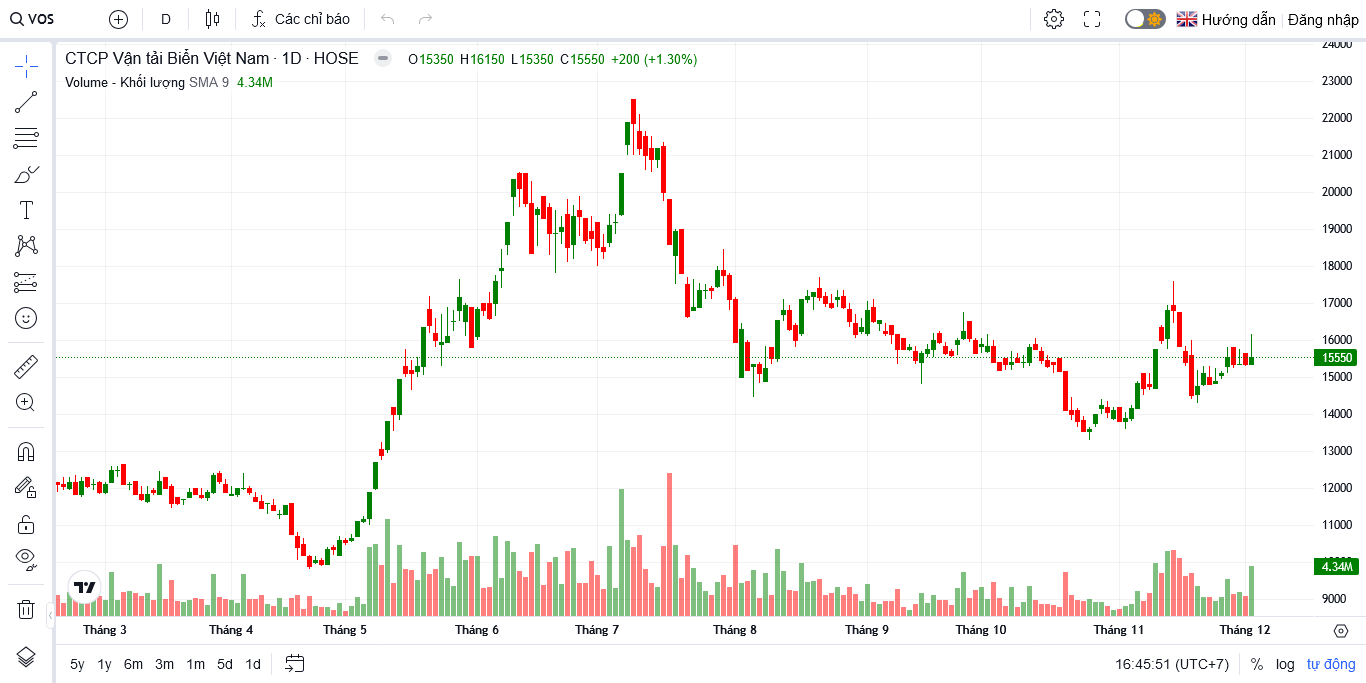 VOS D Các chỉ báo Hướng dẫn Đăng nhập
CTCP Vận tải Biển Việt Nam · 1D · HOSE O15350 H16150 L15350 C15550 +200 (+1.30%)
Volume - Khối lượng SMA 9 4.34M
24000
23000
22000
21000
20000
19000
18000
17000
16000
15550
15000
14000
13000
12000
11000
4.34M
9000
Tháng 3 Tháng 4 Tháng 5 Tháng 6 Tháng 7 Tháng 8 Tháng 9 Tháng 10 Tháng 11 Tháng 12
5y 1y 6m 3m 1m 5d 1d 16:45:51 (UTC+7) % log tự động